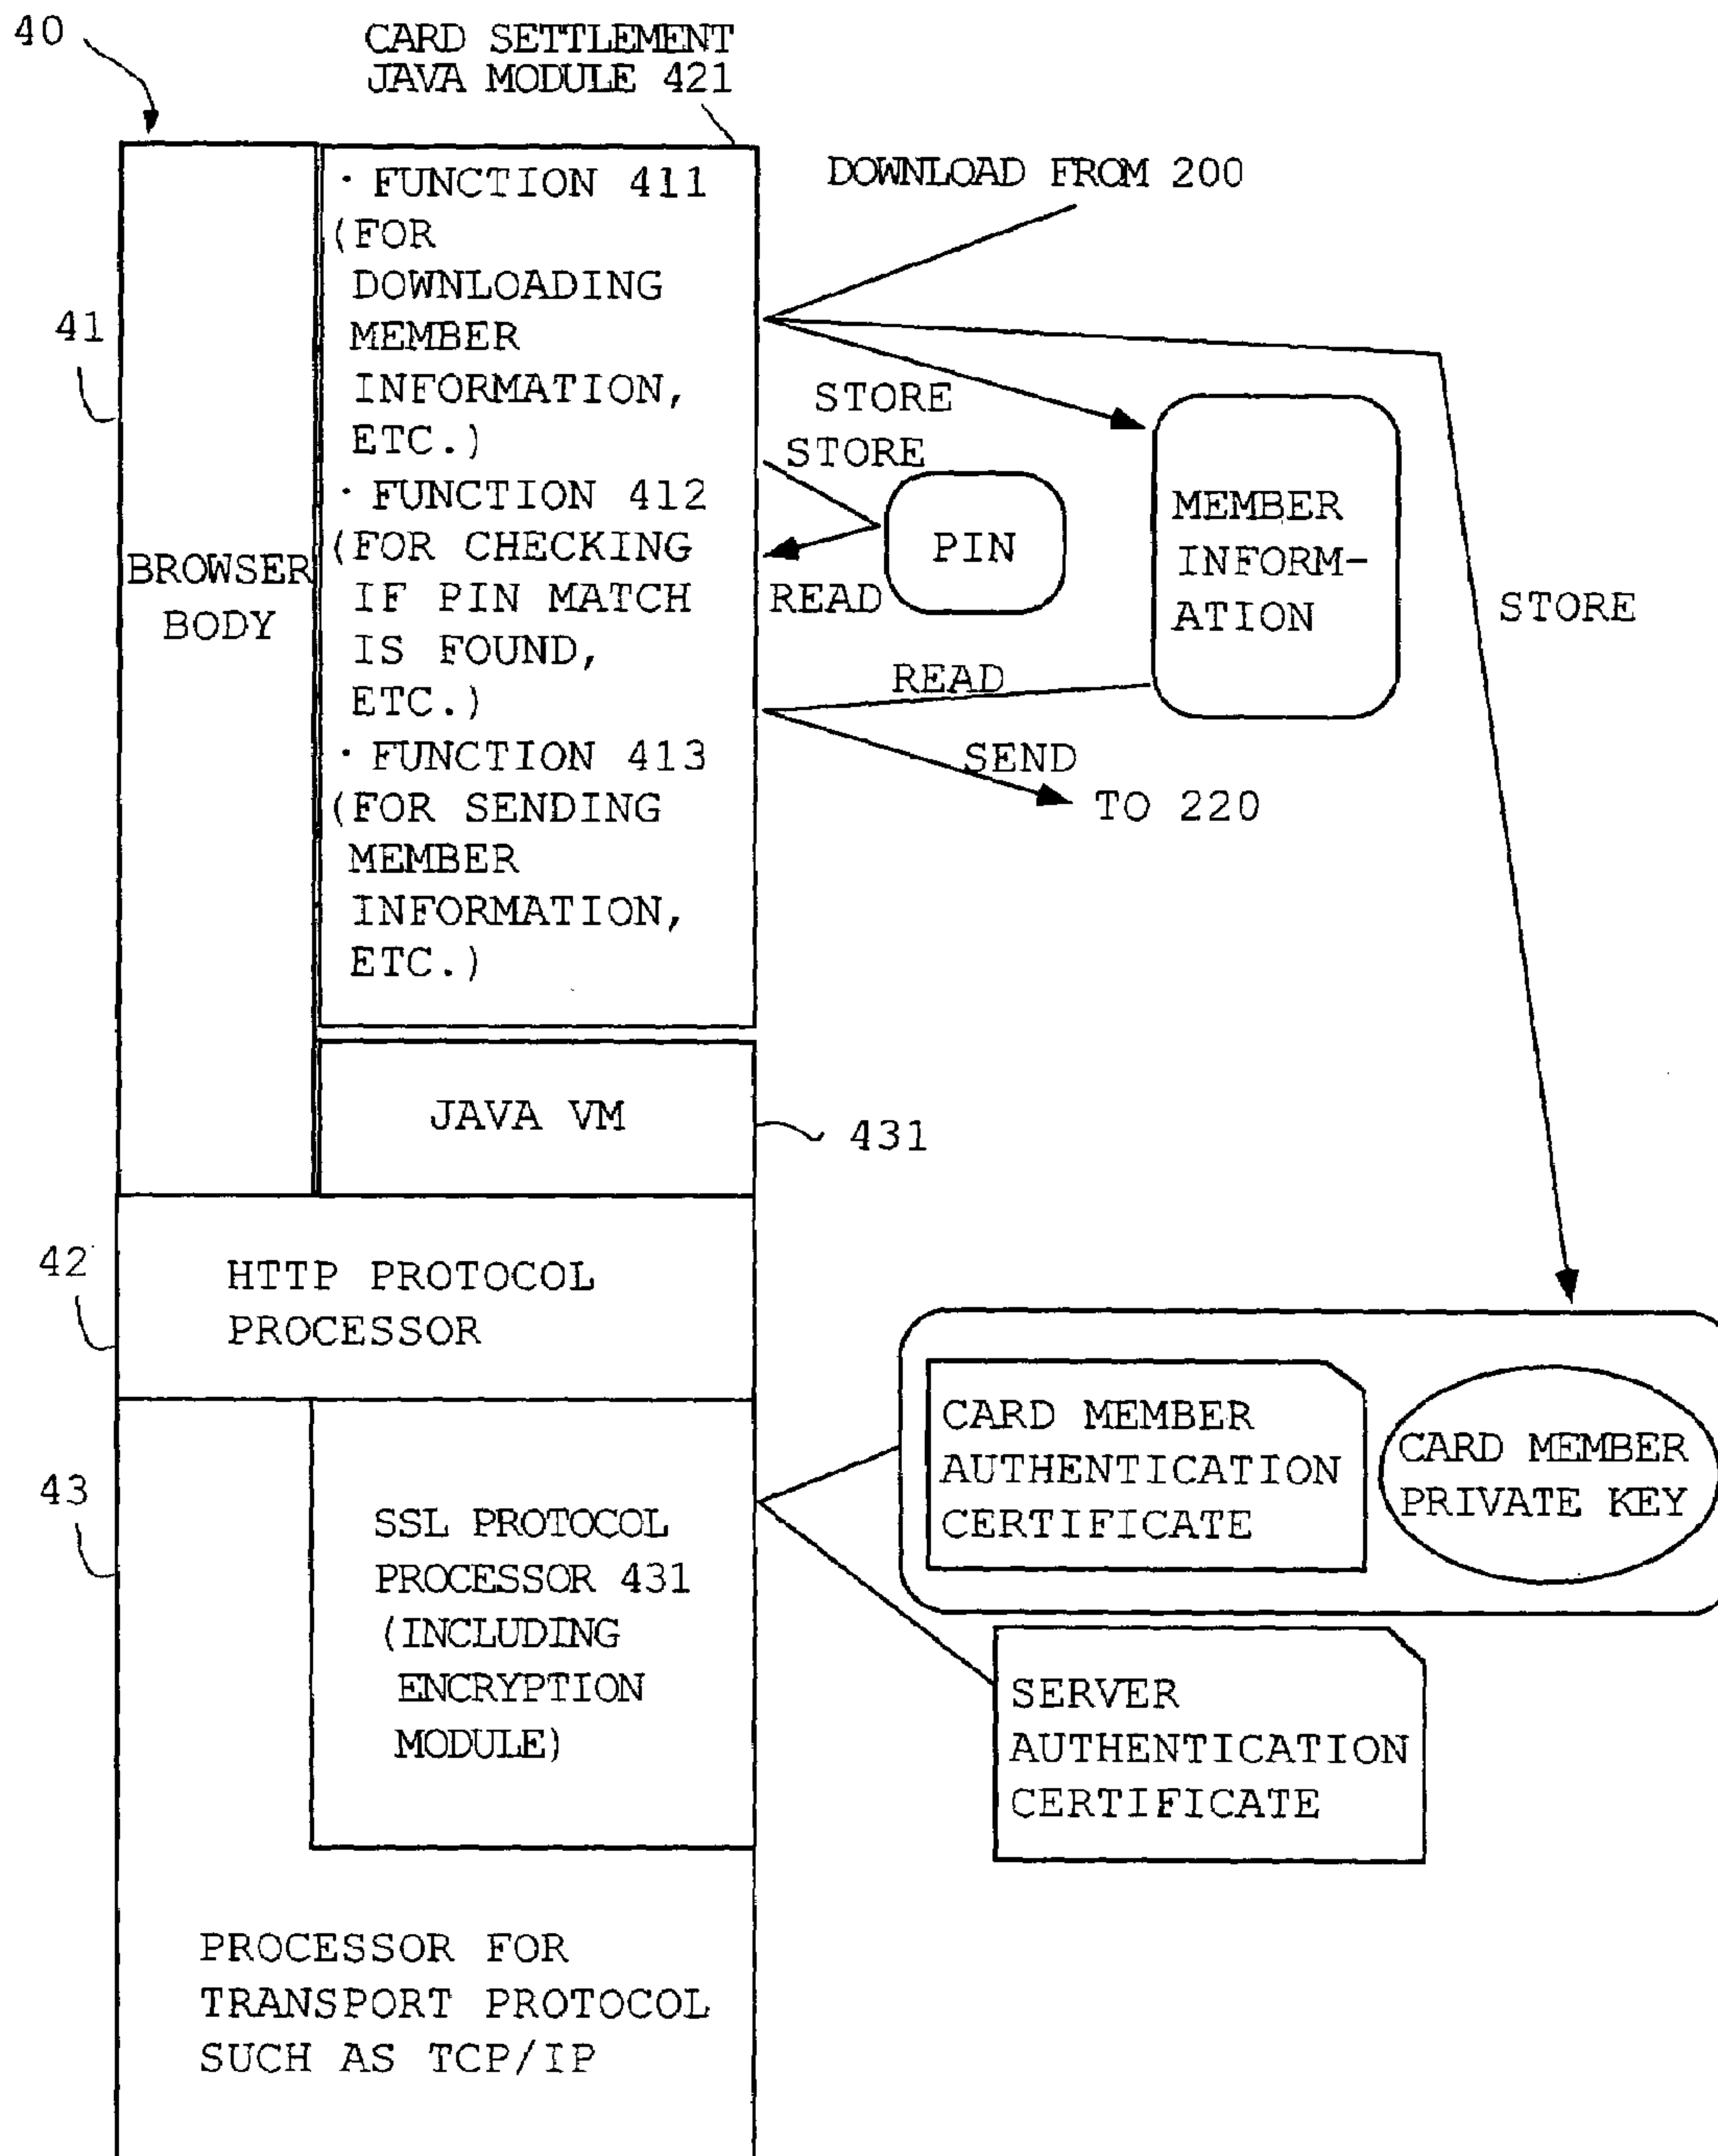 40
CARD SETTLEMENT
JAVA MODULE 421
· FUNCTION 411
(FOR
DOWNLOADING
MEMBER
INFORMATION,
ETC.)
· FUNCTION 412
(FOR CHECKING
IF PIN MATCH
IS FOUND,
ETC.)
· FUNCTION 413
(FOR SENDING
MEMBER
INFORMATION,
ETC.)
DOWNLOAD FROM 200
41
BROWSER
BODY
STORE
STORE
PIN
READ
MEMBER
INFORM-
ATION
STORE
READ
SEND
TO 220
JAVA VM
431
42
HTTP PROTOCOL
PROCESSOR
43
SSL PROTOCOL
PROCESSOR 431
(INCLUDING
ENCRYPTION
MODULE)
CARD MEMBER
AUTHENTICATION
CERTIFICATE
CARD MEMBER
PRIVATE KEY
SERVER
AUTHENTICATION
CERTIFICATE
PROCESSOR FOR
TRANSPORT PROTOCOL
SUCH AS TCP/IP